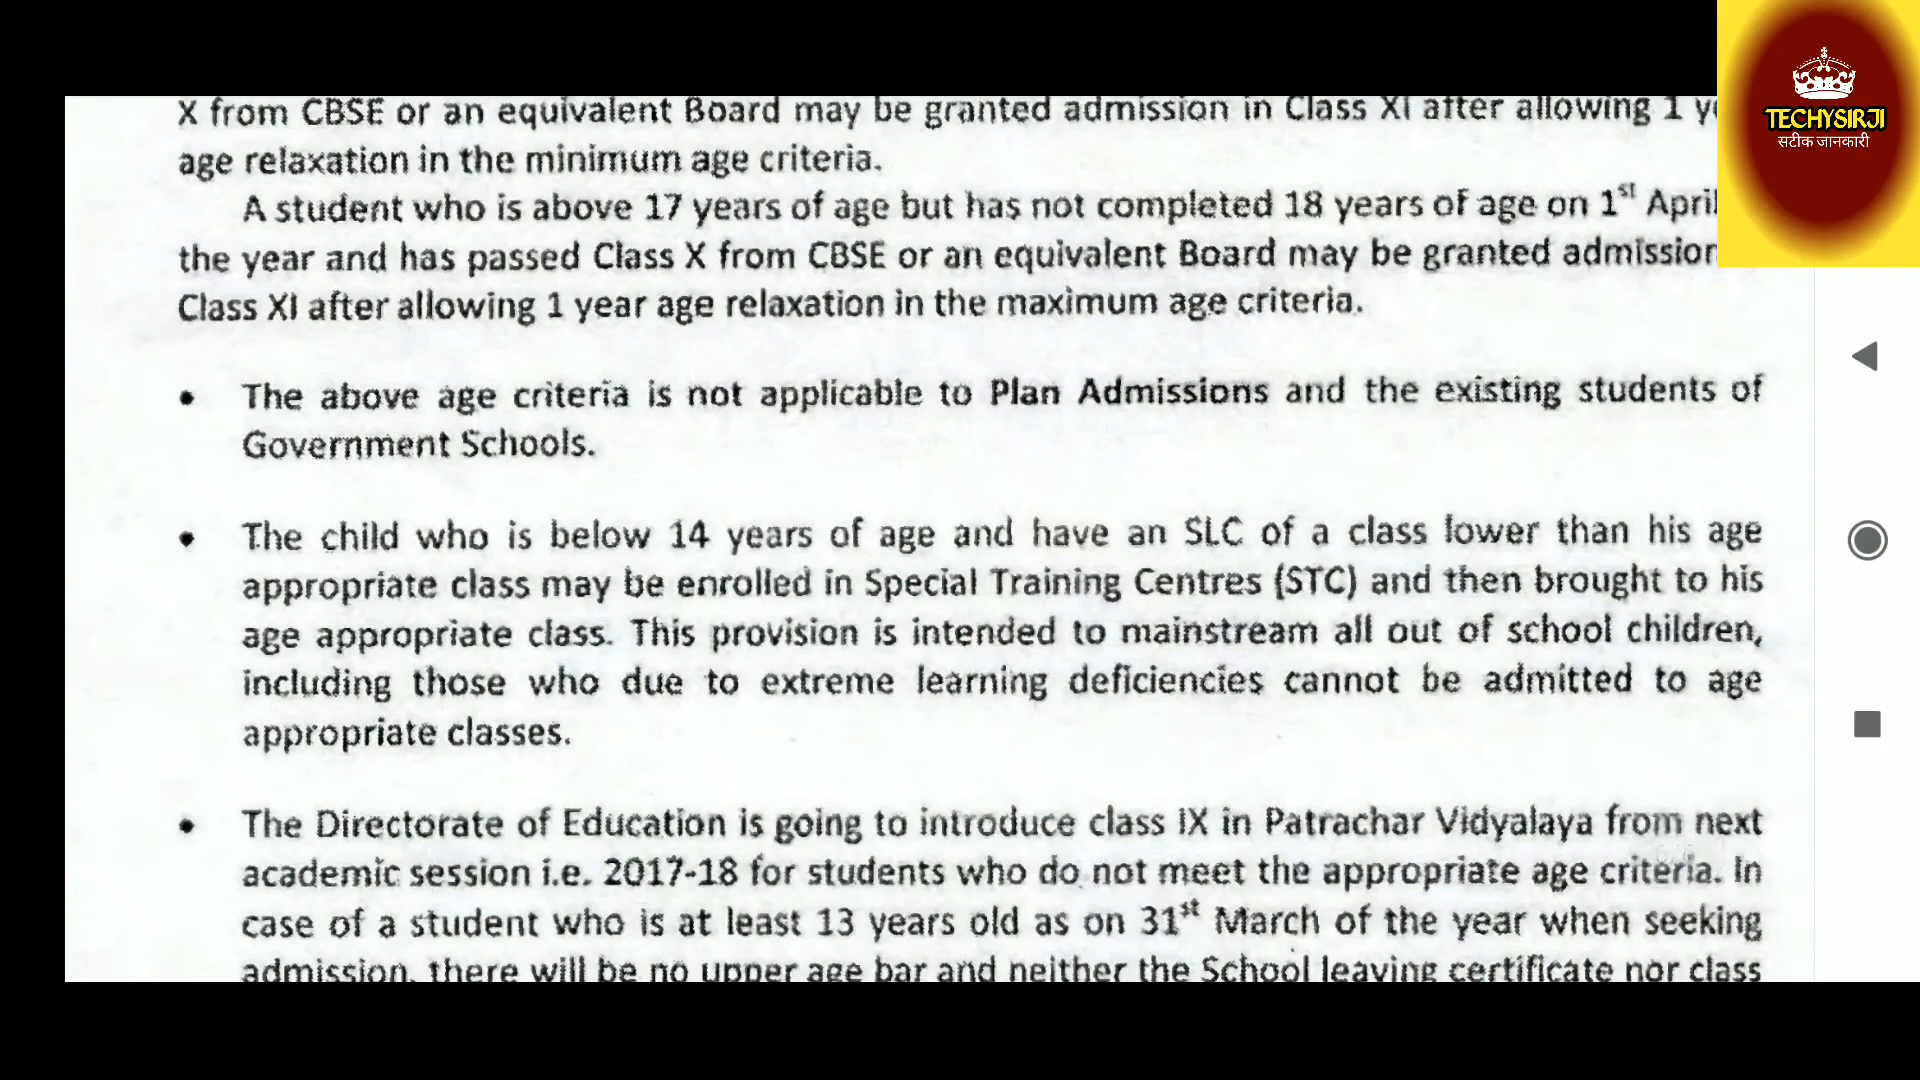 X from CBSE or an equivalent Board may be granted admission in Class XI after allowing 1
age relaxation in the minimum age criteria.
A student who is above 17 years of age but has not completed 18 years of age on 1st April
the year and has passed Class X from CBSE or an equivalent Board may be granted admission
Class XI after allowing 1 year age relaxation in the maximum age criteria.
• The above age criteria is not applicable to Plan Admissions and the existing students of
Government Schools.
• The child who is below 14 years of age and have an SLC of a class lower than his age
appropriate class may be enrolled in Special Training Centres (STC) and then brought to his
age appropriate class. This provision is intended to mainstream all out of school children,
including those who due to extreme learning deficiencies cannot be admitted to age
appropriate classes.
• The Directorate of Education is going to introduce class IX in Patrachar Vidyalaya from next
academic session i.e. 2017-18 for students who do not meet the appropriate age criteria. In
case of a student who is at least 13 years old as on 31st March of the year when seeking
admission, there will be no upper age bar and neither the School leaving certificate nor class
TECHYSIRJI
सटीक जानकारी